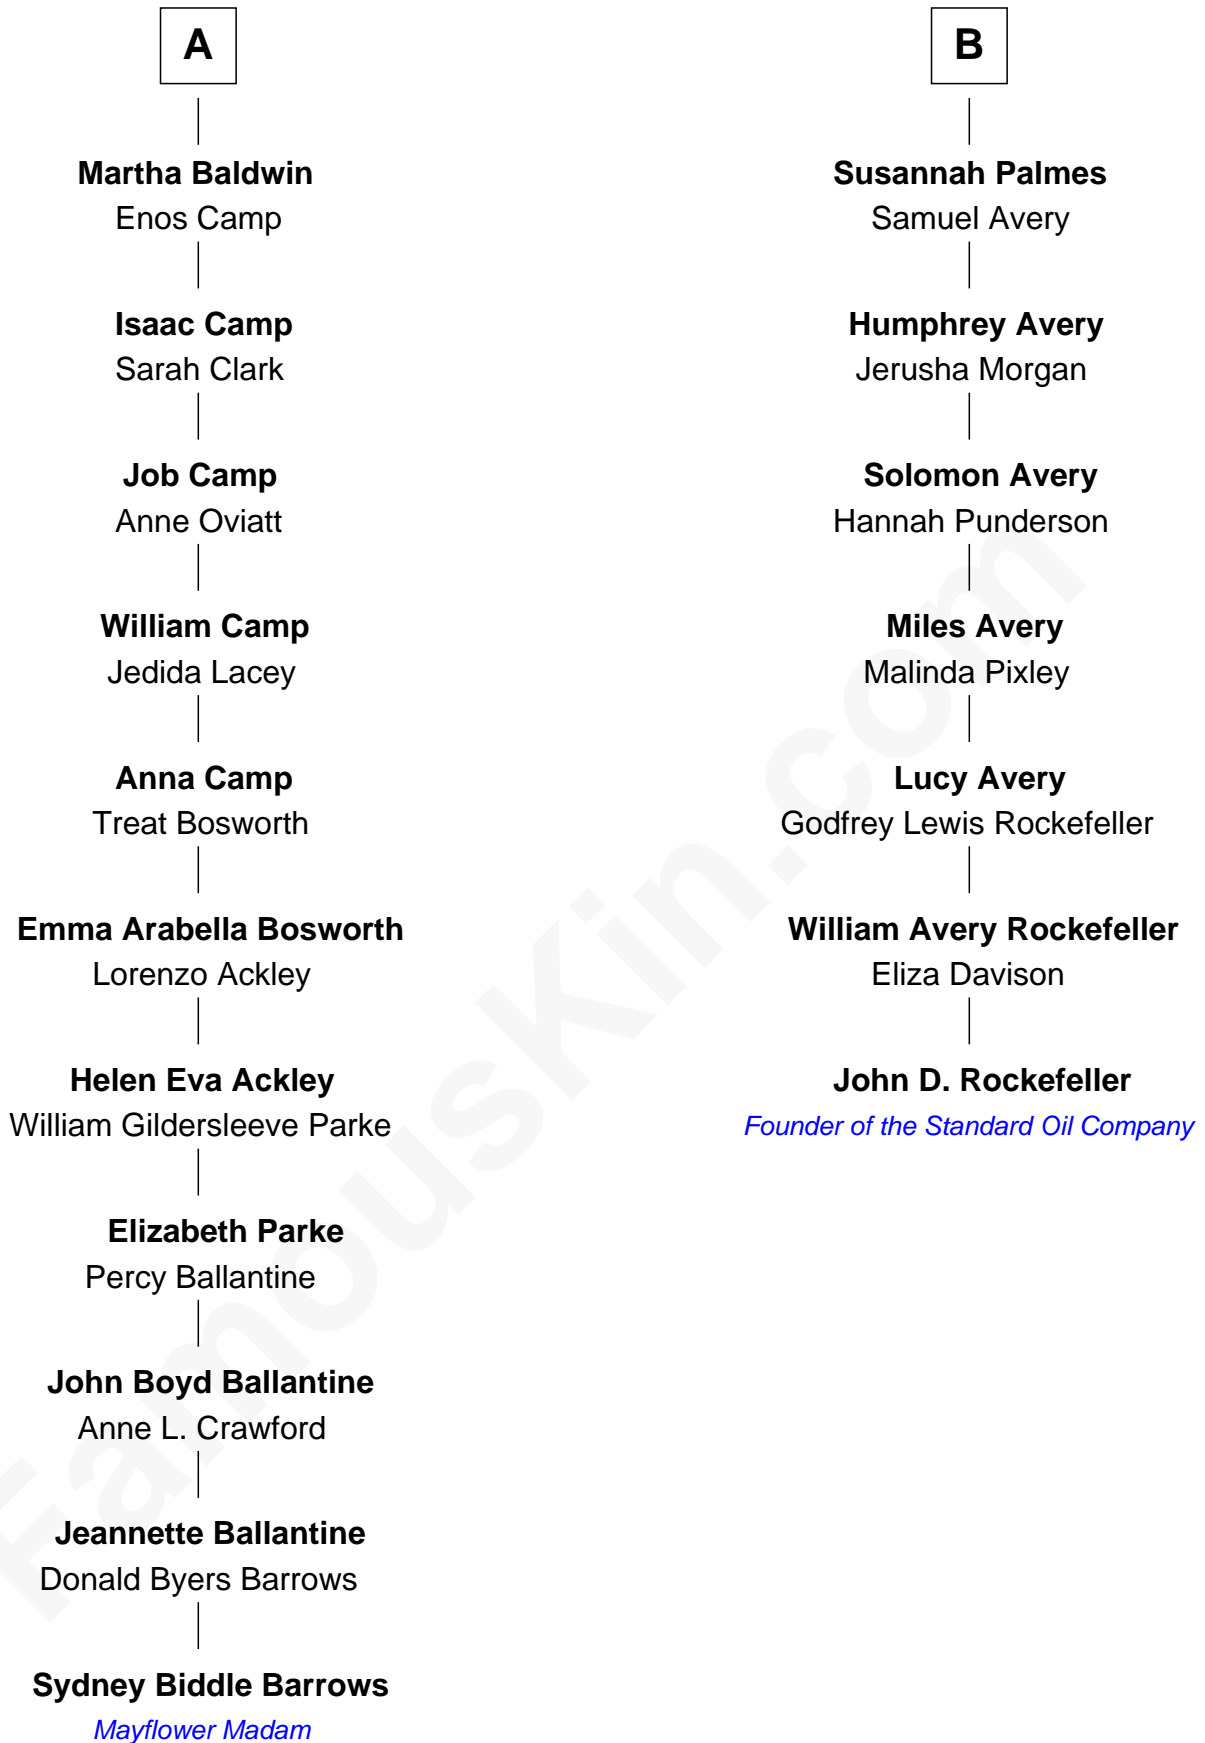 A
Martha Baldwin
Enos Camp
Isaac Camp
Sarah Clark
Job Camp
Anne Oviatt
William Camp
Jedida Lacey
Anna Camp
Treat Bosworth
Emma Arabella Bosworth
Lorenzo Ackley
Helen Eva Ackley
William Gildersleeve Parke
Elizabeth Parke
Percy Ballantine
John Boyd Ballantine
Anne L. Crawford
Jeannette Ballantine
Donald Byers Barrows
Sydney Biddle Barrows
Mayflower Madam
B
Susannah Palmes
Samuel Avery
Humphrey Avery
Jerusha Morgan
Solomon Avery
Hannah Punderson
Miles Avery
Malinda Pixley
Lucy Avery
Godfrey Lewis Rockefeller
William Avery Rockefeller
Eliza Davison
John D. Rockefeller
Founder of the Standard Oil Company
FamousKin.com